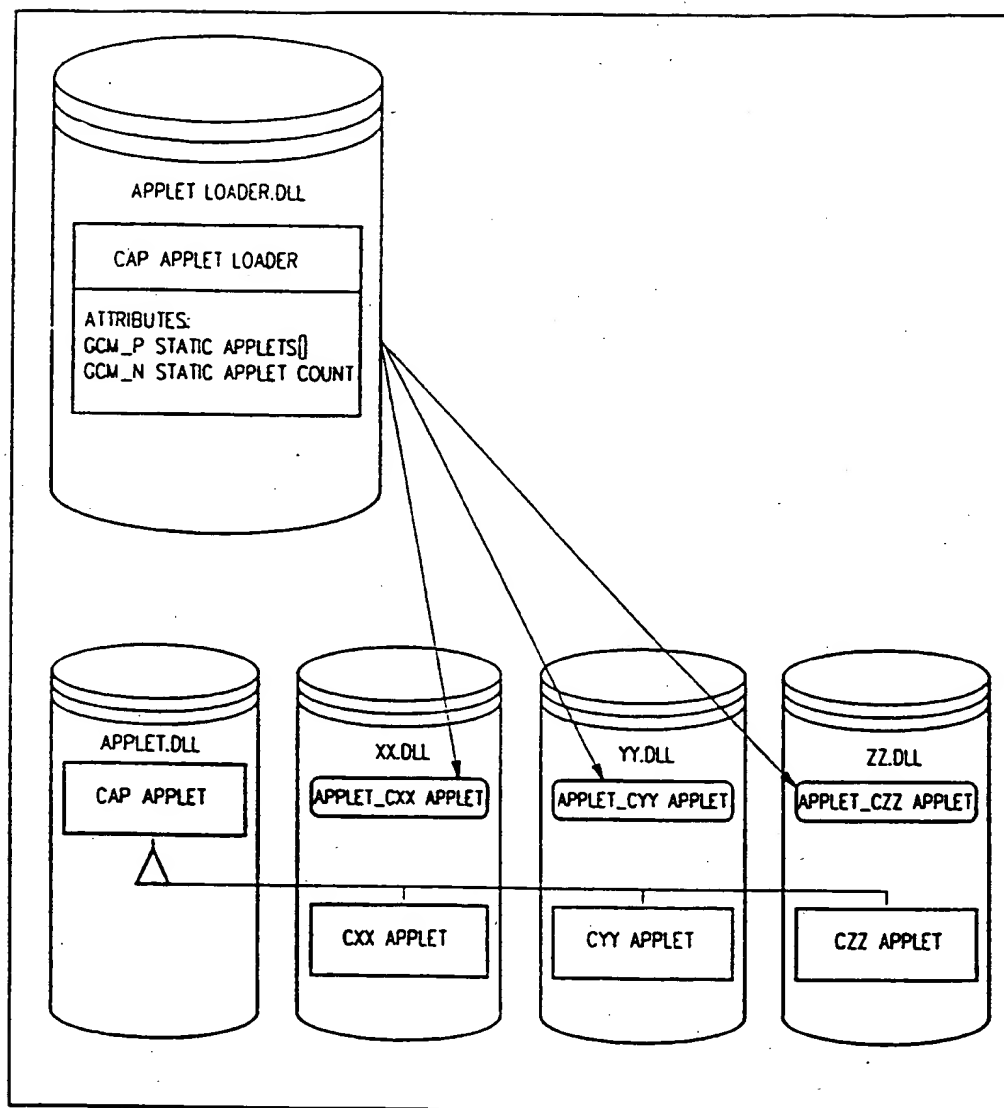 APPLET LOADER.DLL
CAP APPLET LOADER
ATTRIBUTES:
GCM_P STATIC APPLETS[]
GCM_N STATIC APPLET COUNT
APPLET.DLL
CAP APPLET
XX.DLL
APPLET_CXX APPLET
YY.DLL
APPLET_CYY APPLET
ZZ.DLL
APPLET_CZZ APPLET
CXX APPLET
CYY APPLET
CZZ APPLET